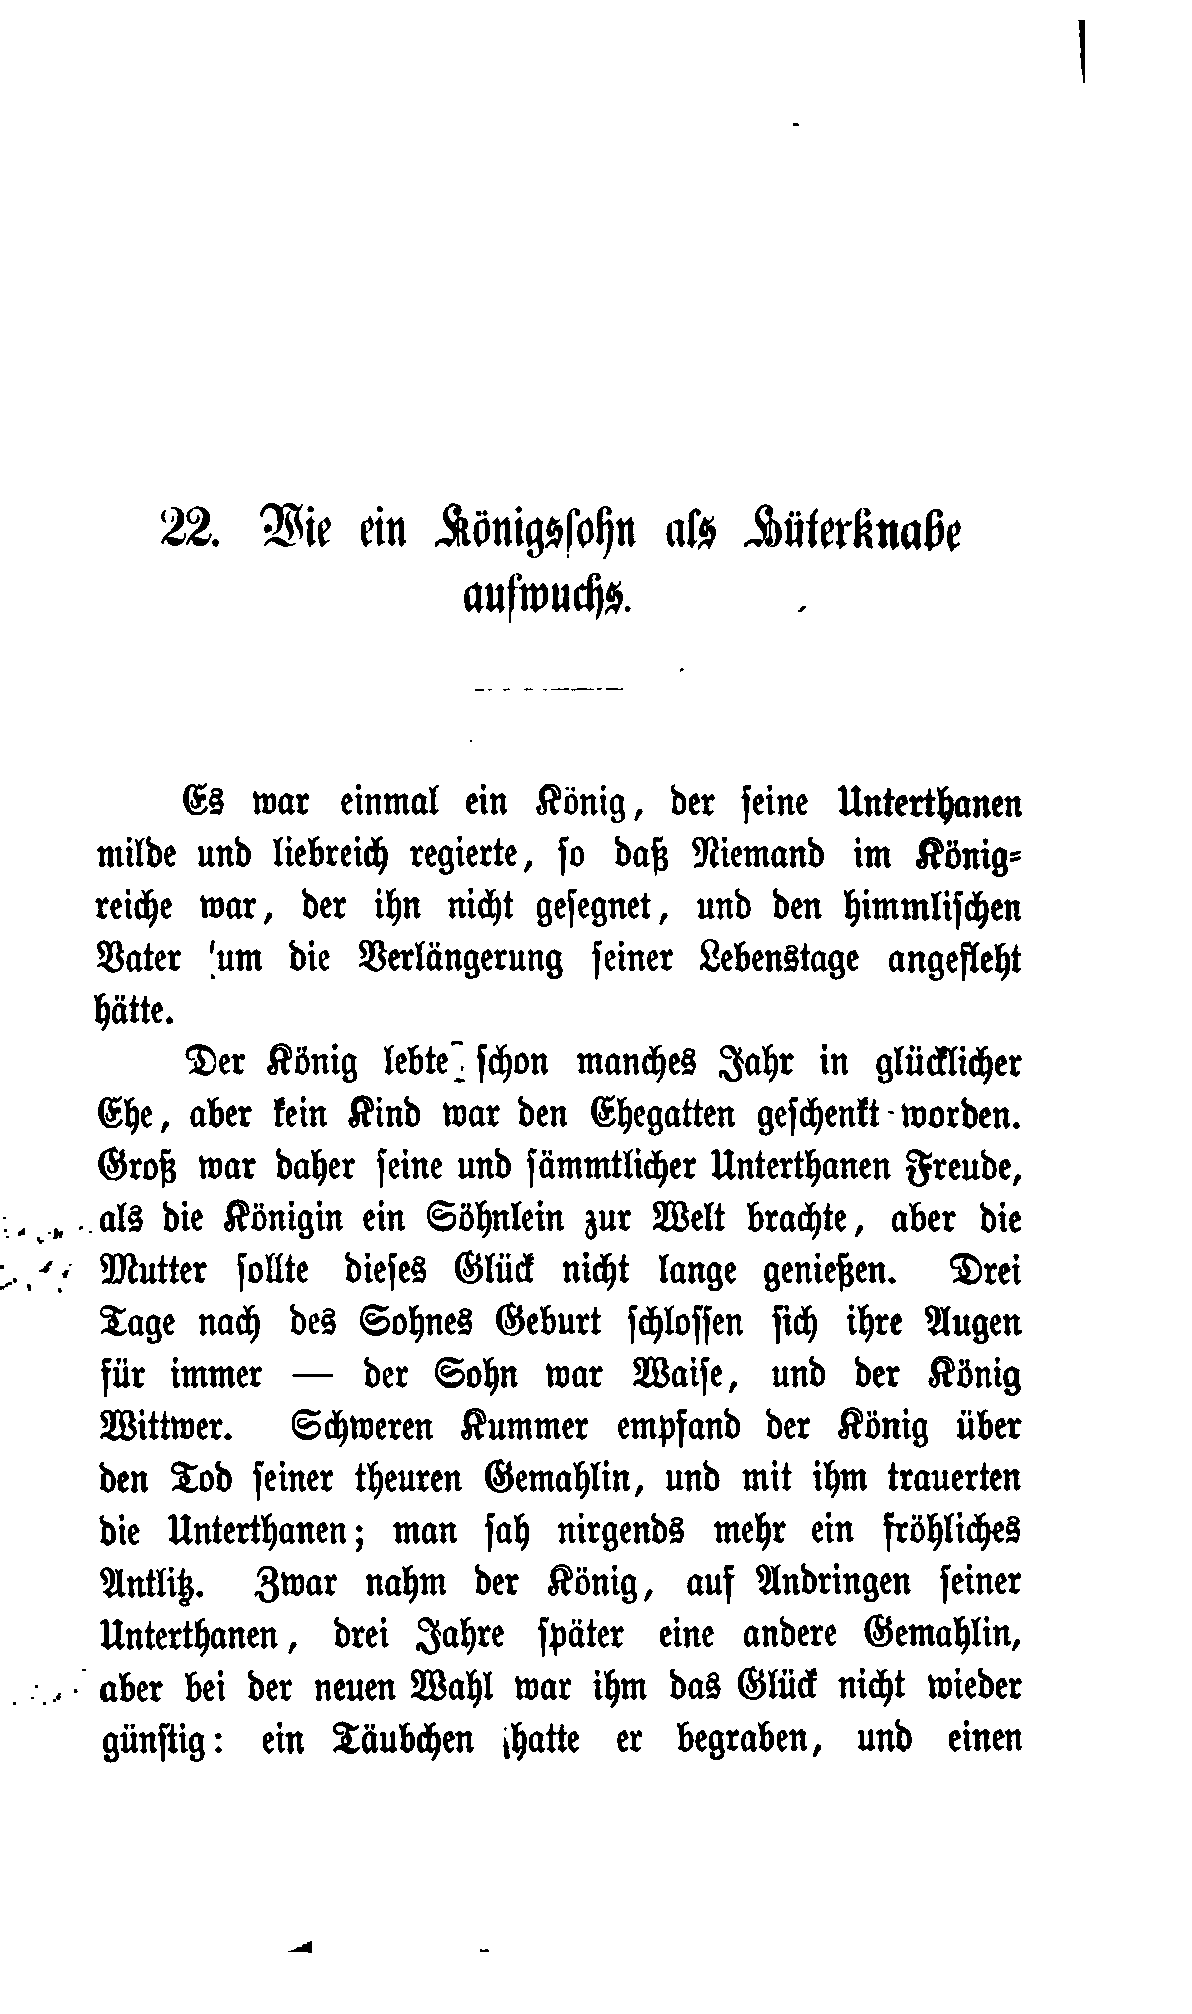 22. Wie ein Königssohn als Hüterknabe
aufwuchs.
Es war einmal ein König, der seine Unterthanen
milde und liebreich regierte, so daß Niemand im König-
reiche war, der ihn nicht gesegnet, und den himmlischen
Vater um die Verlängerung seiner Lebenstage angefleht
hätte.
Der König lebte schon manches Jahr in glücklicher
Ehe, aber kein Kind war den Ehegatten geschenkt worden.
Groß war daher seine und sämmtlicher Unterthanen Freude,
als die Königin ein Söhnlein zur Welt brachte, aber die
Mutter sollte dieses Glück nicht lange genießen. Drei
Tage nach des Sohnes Geburt schlossen sich ihre Augen
für immer — der Sohn war Waise, und der König
Wittwer. Schweren Kummer empfand der König über
den Tod seiner theuren Gemahlin, und mit ihm trauerten
die Unterthanen; man sah nirgends mehr ein fröhliches
Antlitz. Zwar nahm der König, auf Andringen seiner
Unterthanen, drei Jahre später eine andere Gemahlin,
aber bei der neuen Wahl war ihm das Glück nicht wieder
günstig: ein Täubchen hatte er begraben, und einen